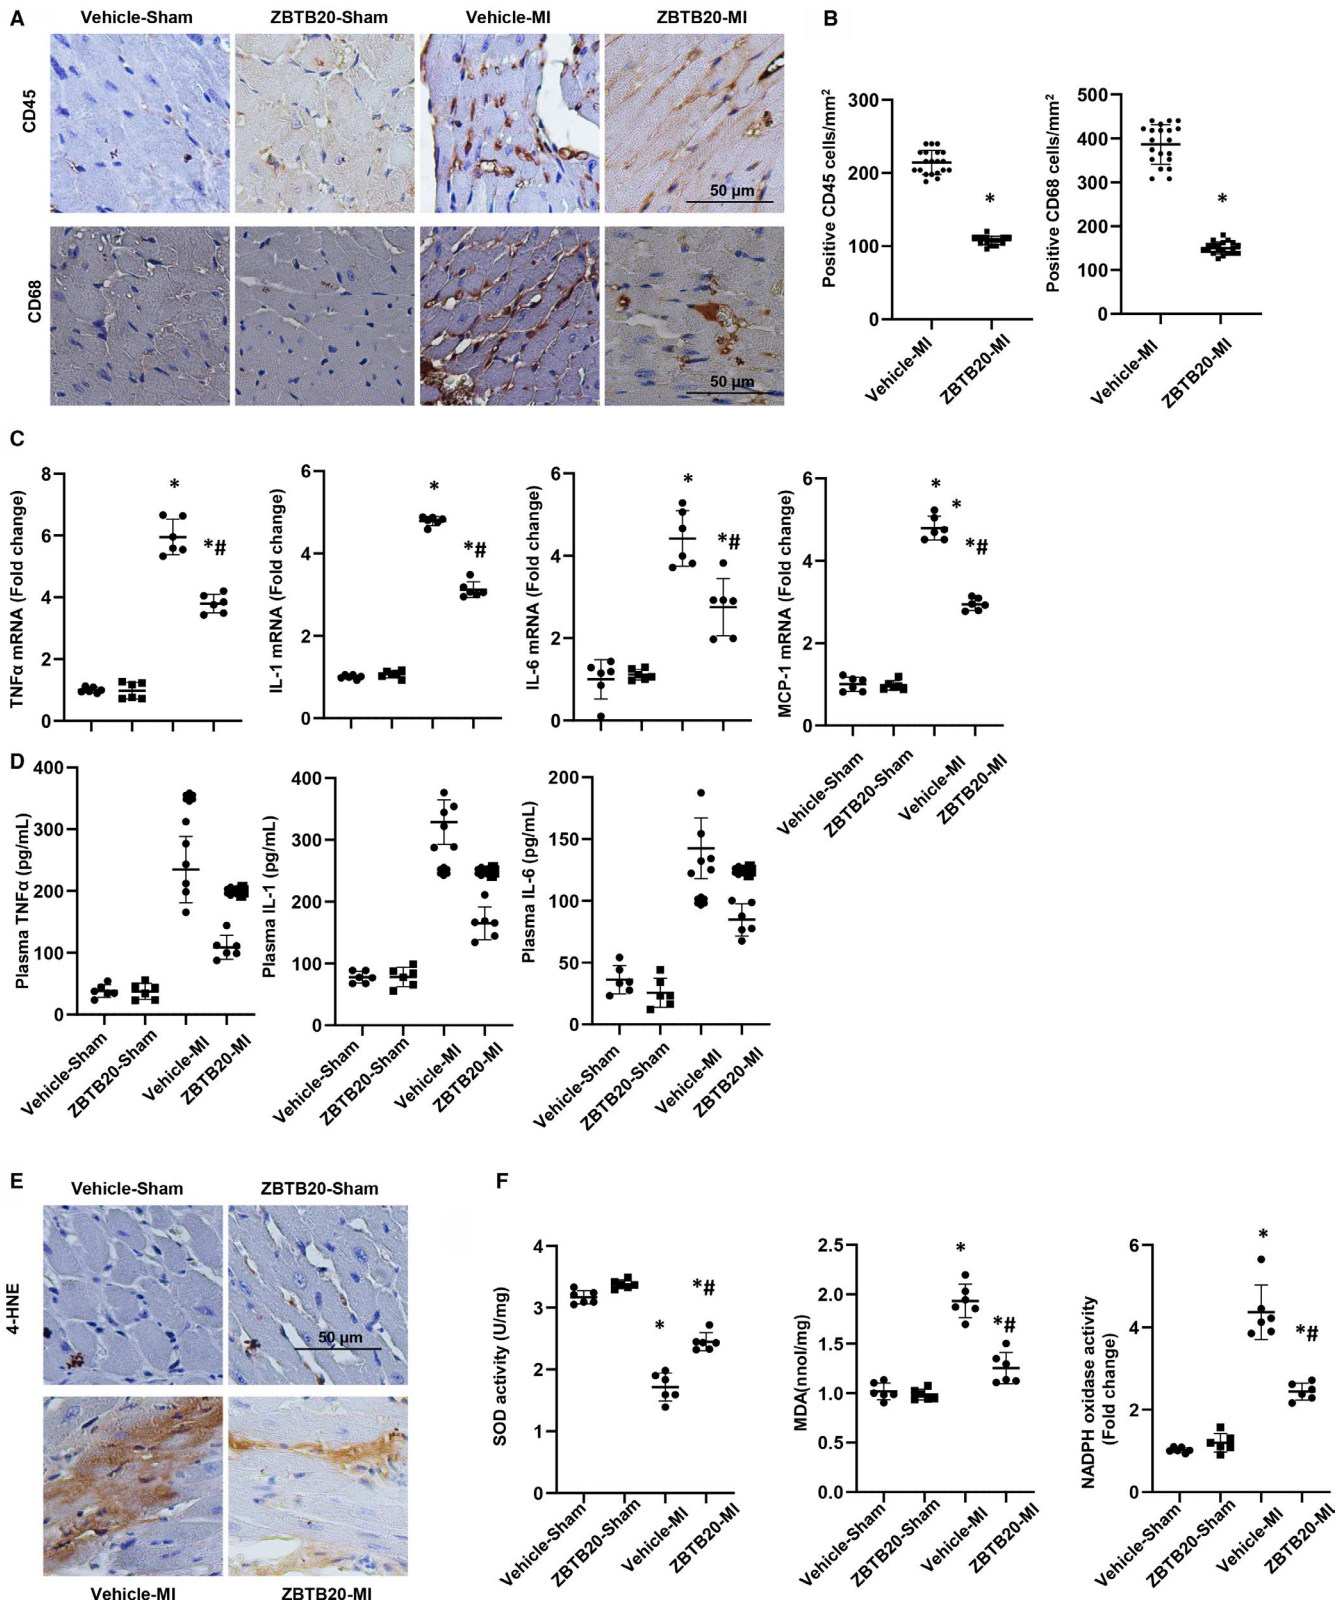 A
Vehicle-Sham
ZBTB20-Sham
Vehicle-MI
ZBTB20-MI
CD45
50 µm
CD68
50 µm
B
Positive CD45 cells/mm²
300
200
100
0
*
Vehicle-MI
ZBTB20-MI
Positive CD68 cells/mm²
500
400
300
200
100
0
*
Vehicle-MI
ZBTB20-MI
C
TNFα mRNA (Fold change)
8
6
4
2
0
*
*#
IL-1 mRNA (Fold change)
6
4
2
0
*
*#
IL-6 mRNA (Fold change)
6
4
2
0
*
*#
MCP-1 mRNA (Fold change)
6
4
2
0
*
*
*#
Vehicle-Sham
ZBTB20-Sham
Vehicle-MI
ZBTB20-MI
D
Plasma TNFα (pg/mL)
400
300
200
100
0
Vehicle-Sham
ZBTB20-Sham
Vehicle-MI
ZBTB20-MI
Plasma IL-1 (pg/mL)
400
300
200
100
0
Vehicle-Sham
ZBTB20-Sham
Vehicle-MI
ZBTB20-MI
Plasma IL-6 (pg/mL)
200
150
100
50
0
Vehicle-Sham
ZBTB20-Sham
Vehicle-MI
ZBTB20-MI
E
Vehicle-Sham
ZBTB20-Sham
4-HNE
50 µm
Vehicle-MI
ZBTB20-MI
F
SOD activity (U/mg)
4
3
2
1
0
*
*#
Vehicle-Sham
ZBTB20-Sham
Vehicle-MI
ZBTB20-MI
MDA(nnol/mg)
2.5
2.0
1.5
1.0
0.5
0.0
*
*#
Vehicle-Sham
ZBTB20-Sham
Vehicle-MI
ZBTB20-MI
NADPH oxidase activity
(Fold change)
6
4
2
0
*
*#
Vehicle-Sham
ZBTB20-Sham
Vehicle-MI
ZBTB20-MI